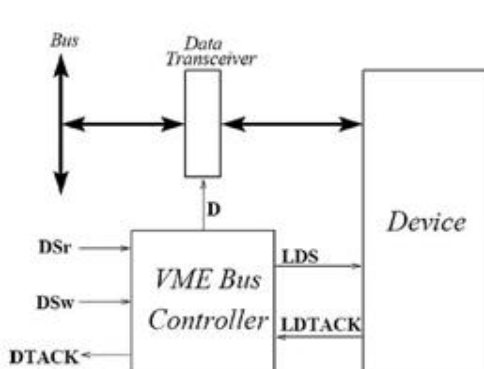 Bus
Data
Transceiver
D
Device
DSr
LDS
VME Bus
Controller
DSw
LDTACK
DTACK